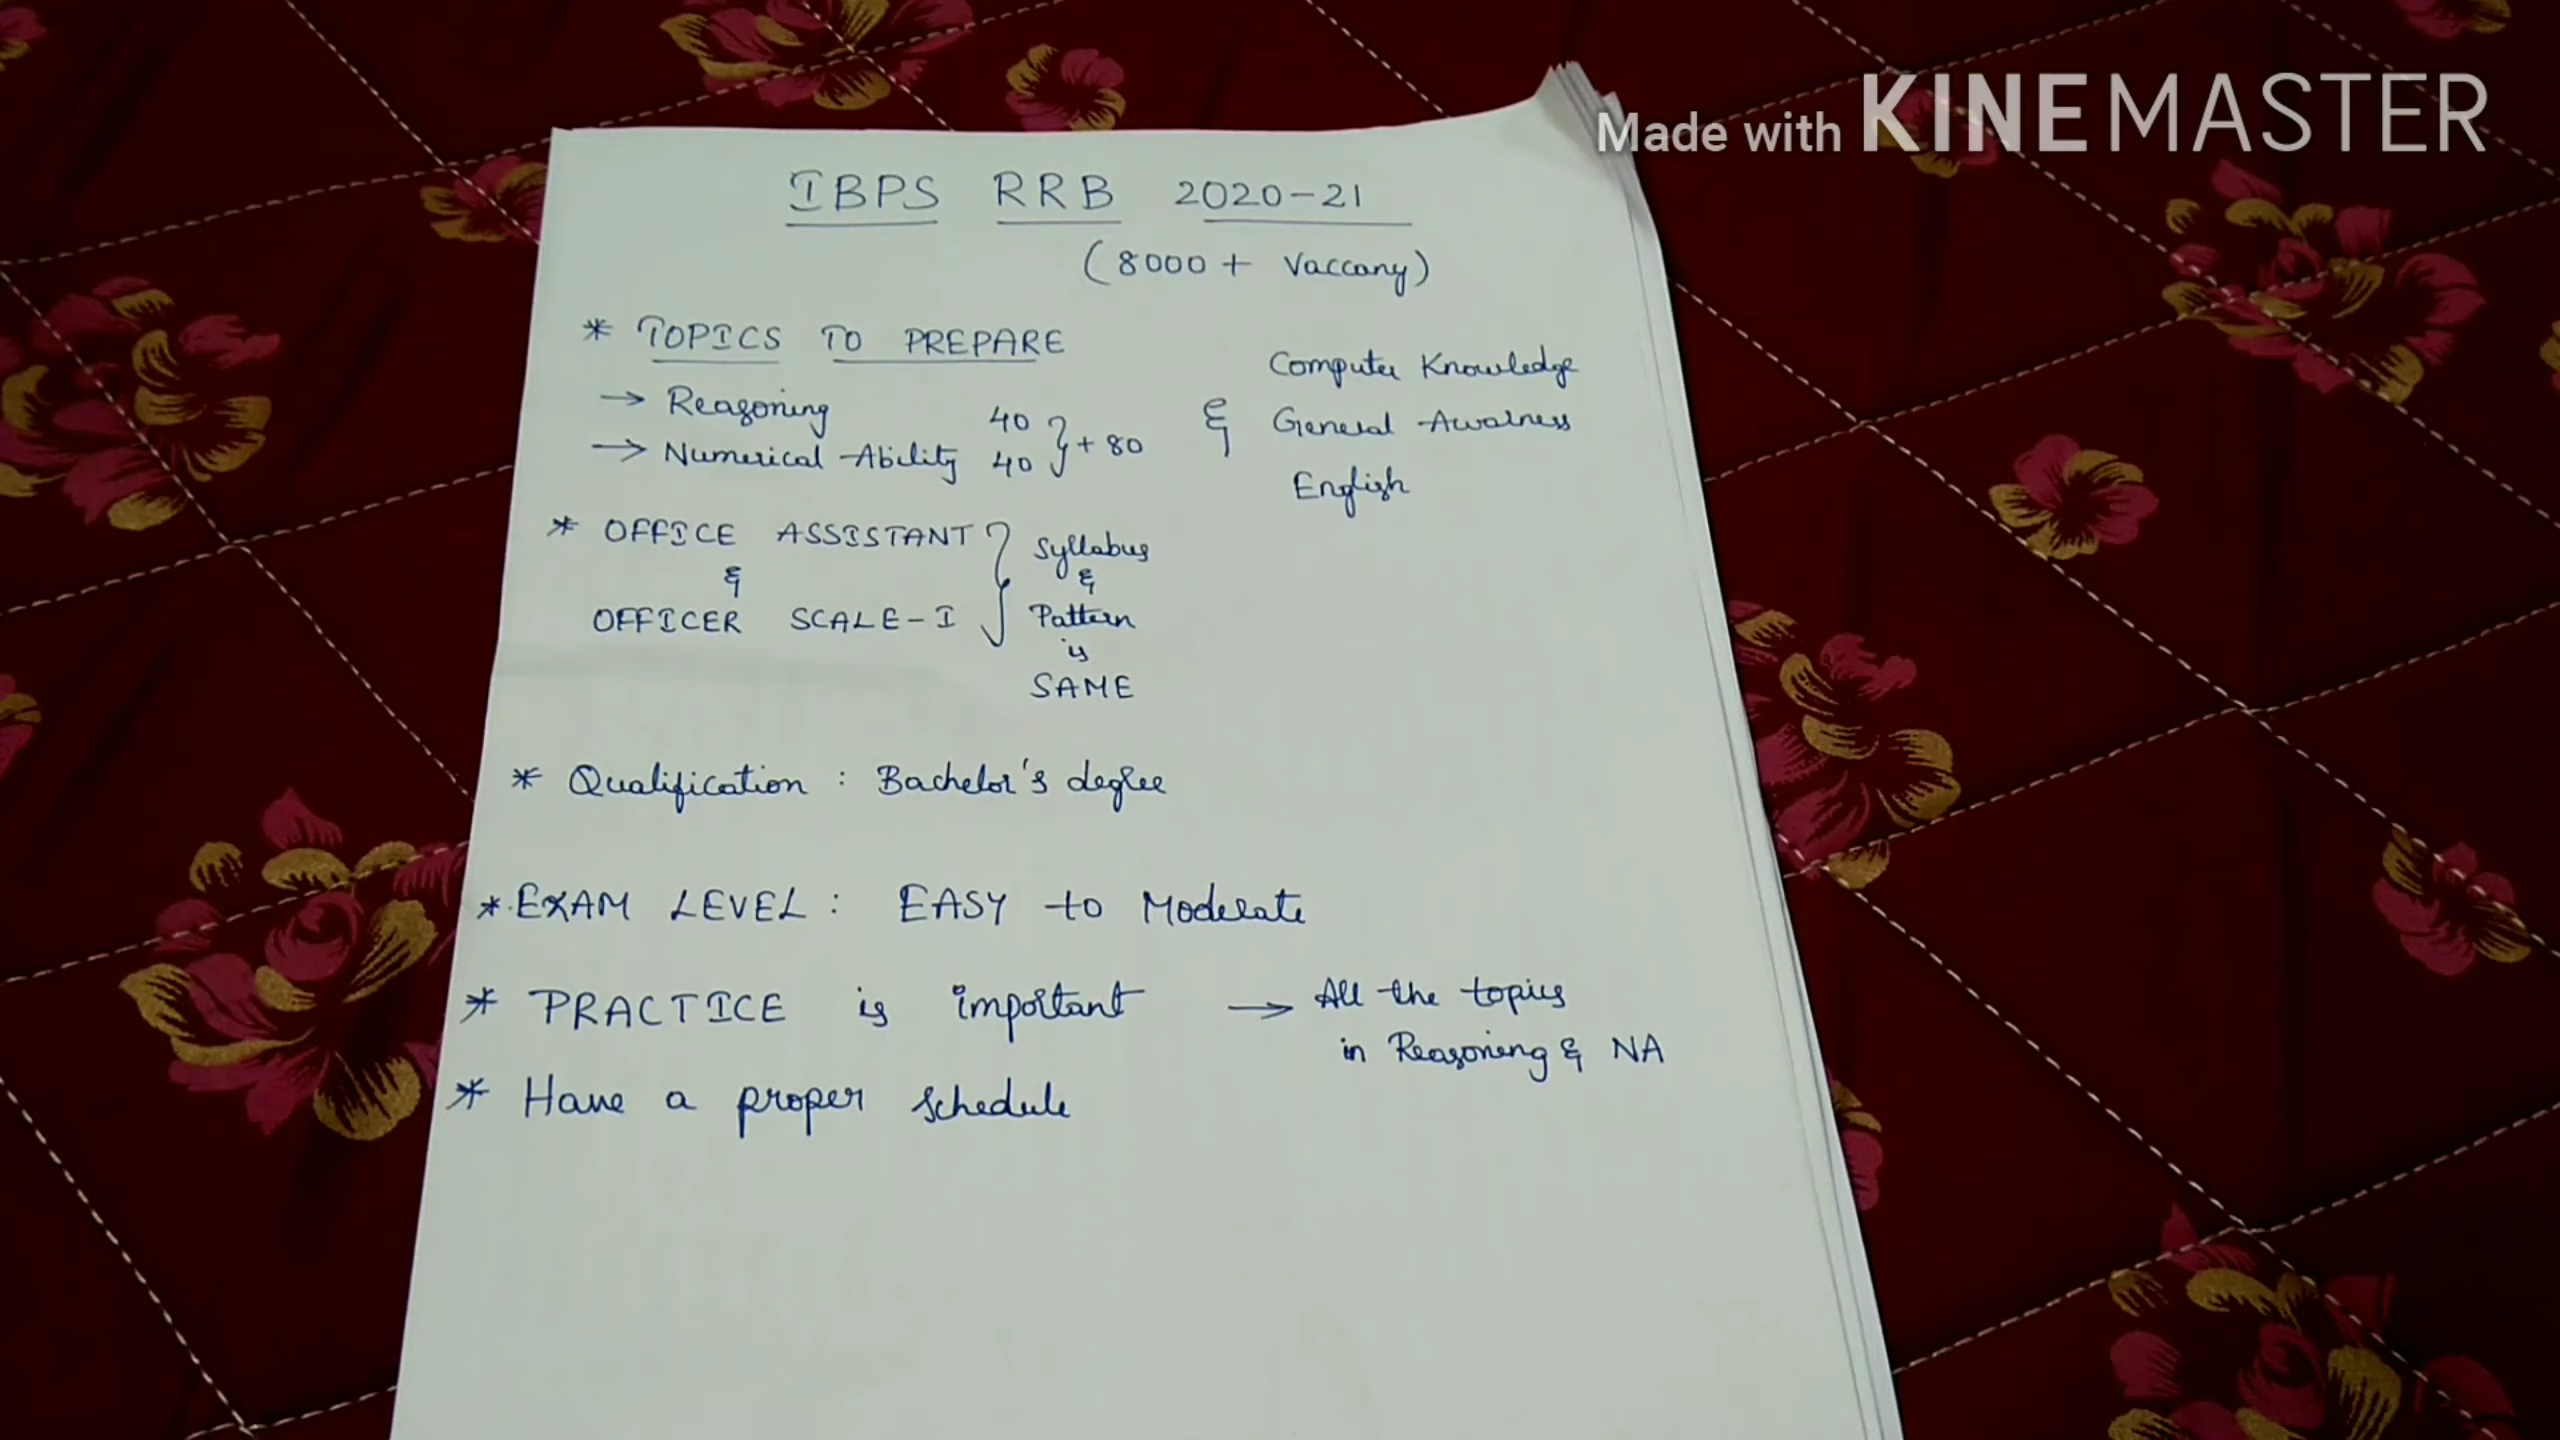 Made with KINEMASTER
IBPS RRB 2020-21
(8000+ Vaccany)
* TOPICS TO PREPARE
→ Reasoning 40
→ Numerical Ability 40 } + 80
& Computer Knowledge
General Awarness
English
* OFFICE ASSISTANT
&
OFFICER SCALE-I
} Syllabus
&
Pattern
is
SAME
* Qualification : Bachelor's degree
* EXAM LEVEL : EASY to Moderate
* PRACTICE is important → All the topics
in Reasoning & NA
* Have a proper schedule